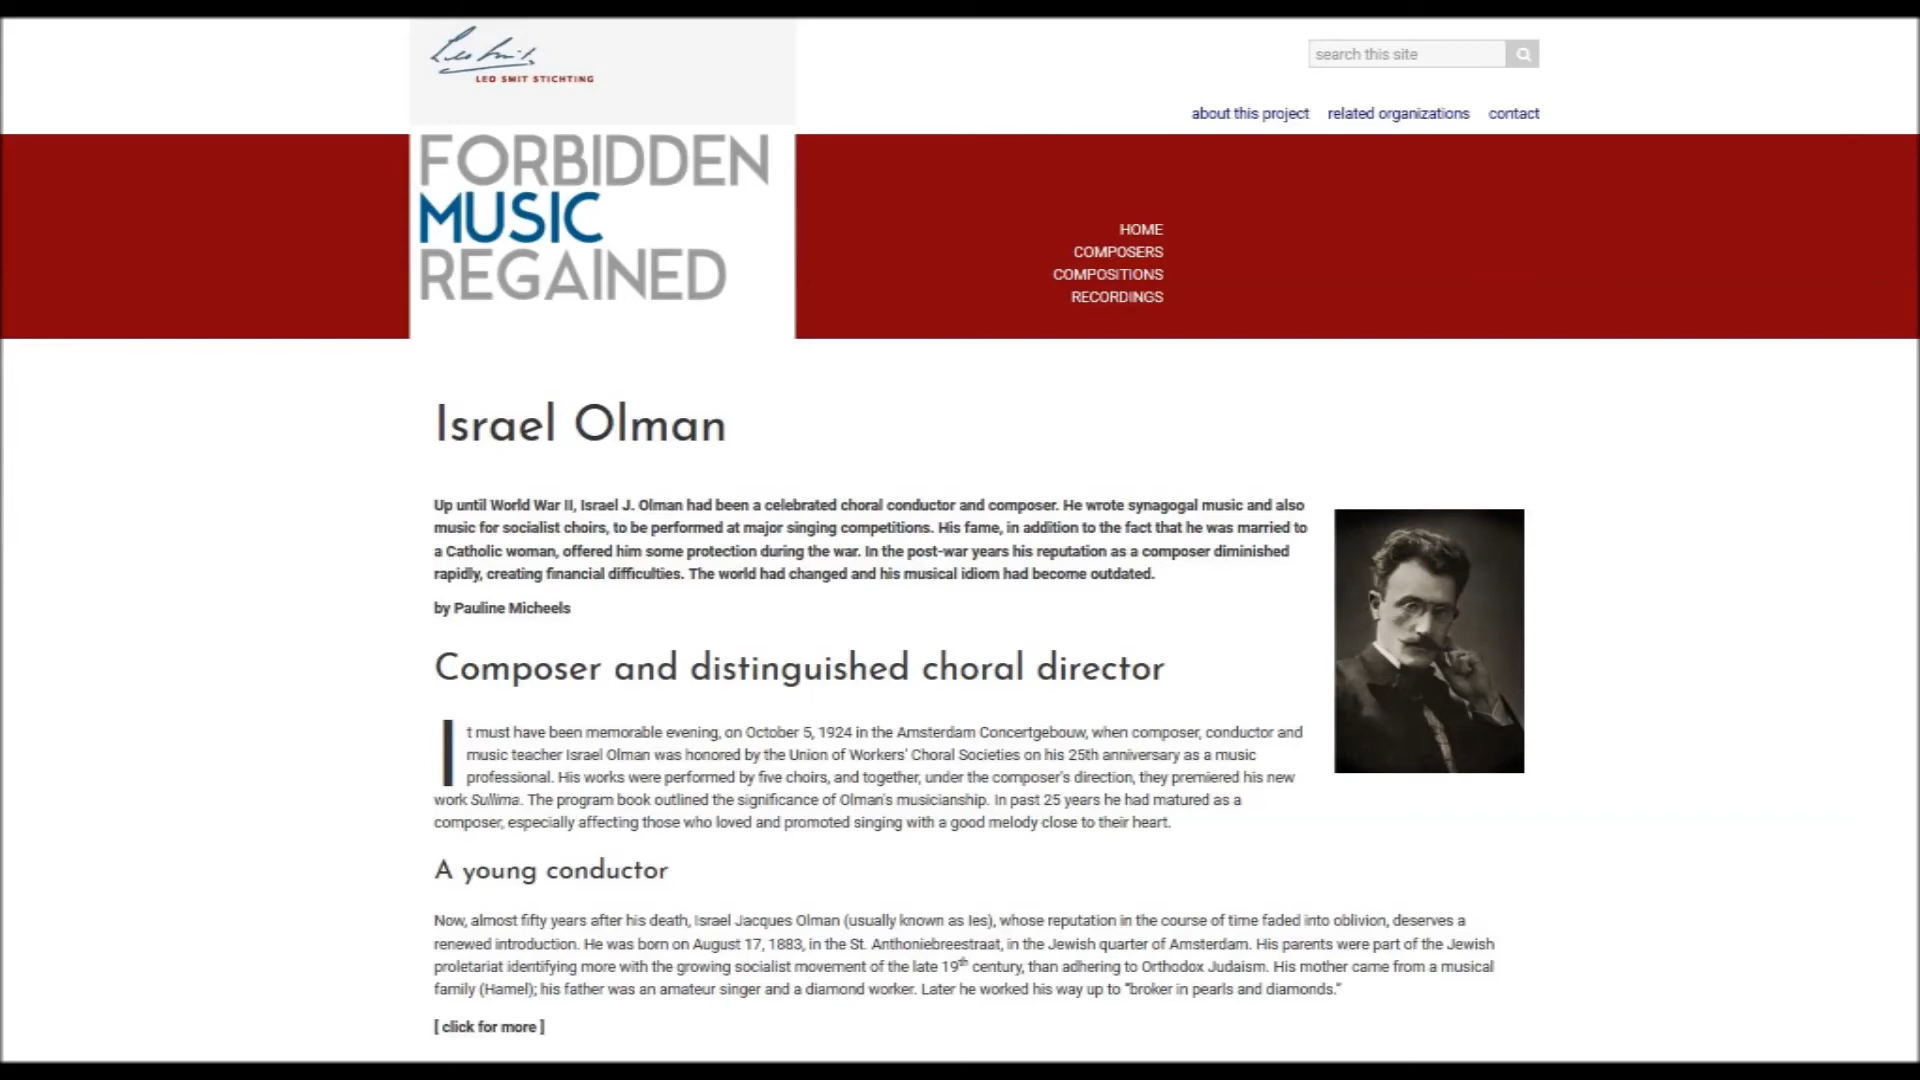 LEO SMIT STICHTING
search this site
about this project related organizations contact
FORBIDDEN
MUSIC
REGAINED
HOME
COMPOSERS
COMPOSITIONS
RECORDINGS
Israel Olman
Up until World War II, Israel J. Olman had been a celebrated choral conductor and composer. He wrote synagogal music and also
music for socialist choirs, to be performed at major singing competitions. His fame, in addition to the fact that he was married to
a Catholic woman, offered him some protection during the war. In the post-war years his reputation as a composer diminished
rapidly, creating financial difficulties. The world had changed and his musical idiom had become outdated.
by Pauline Micheels
Composer and distinguished choral director
It must have been memorable evening, on October 5, 1924 in the Amsterdam Concertgebouw, when composer, conductor and
music teacher Israel Olman was honored by the Union of Workers' Choral Societies on his 25th anniversary as a music
professional. His works were performed by five choirs, and together, under the composer's direction, they premiered his new
work Sullima. The program book outlined the significance of Olman's musicianship. In past 25 years he had matured as a
composer, especially affecting those who loved and promoted singing with a good melody close to their heart.
A young conductor
Now, almost fifty years after his death, Israel Jacques Olman (usually known as Ies), whose reputation in the course of time faded into oblivion, deserves a
renewed introduction. He was born on August 17, 1883, in the St. Anthoniebreestraat, in the Jewish quarter of Amsterdam. His parents were part of the Jewish
proletariat identifying more with the growing socialist movement of the late 19th century, than adhering to Orthodox Judaism. His mother came from a musical
family (Hamel); his father was an amateur singer and a diamond worker. Later he worked his way up to "broker in pearls and diamonds."
[ click for more ]